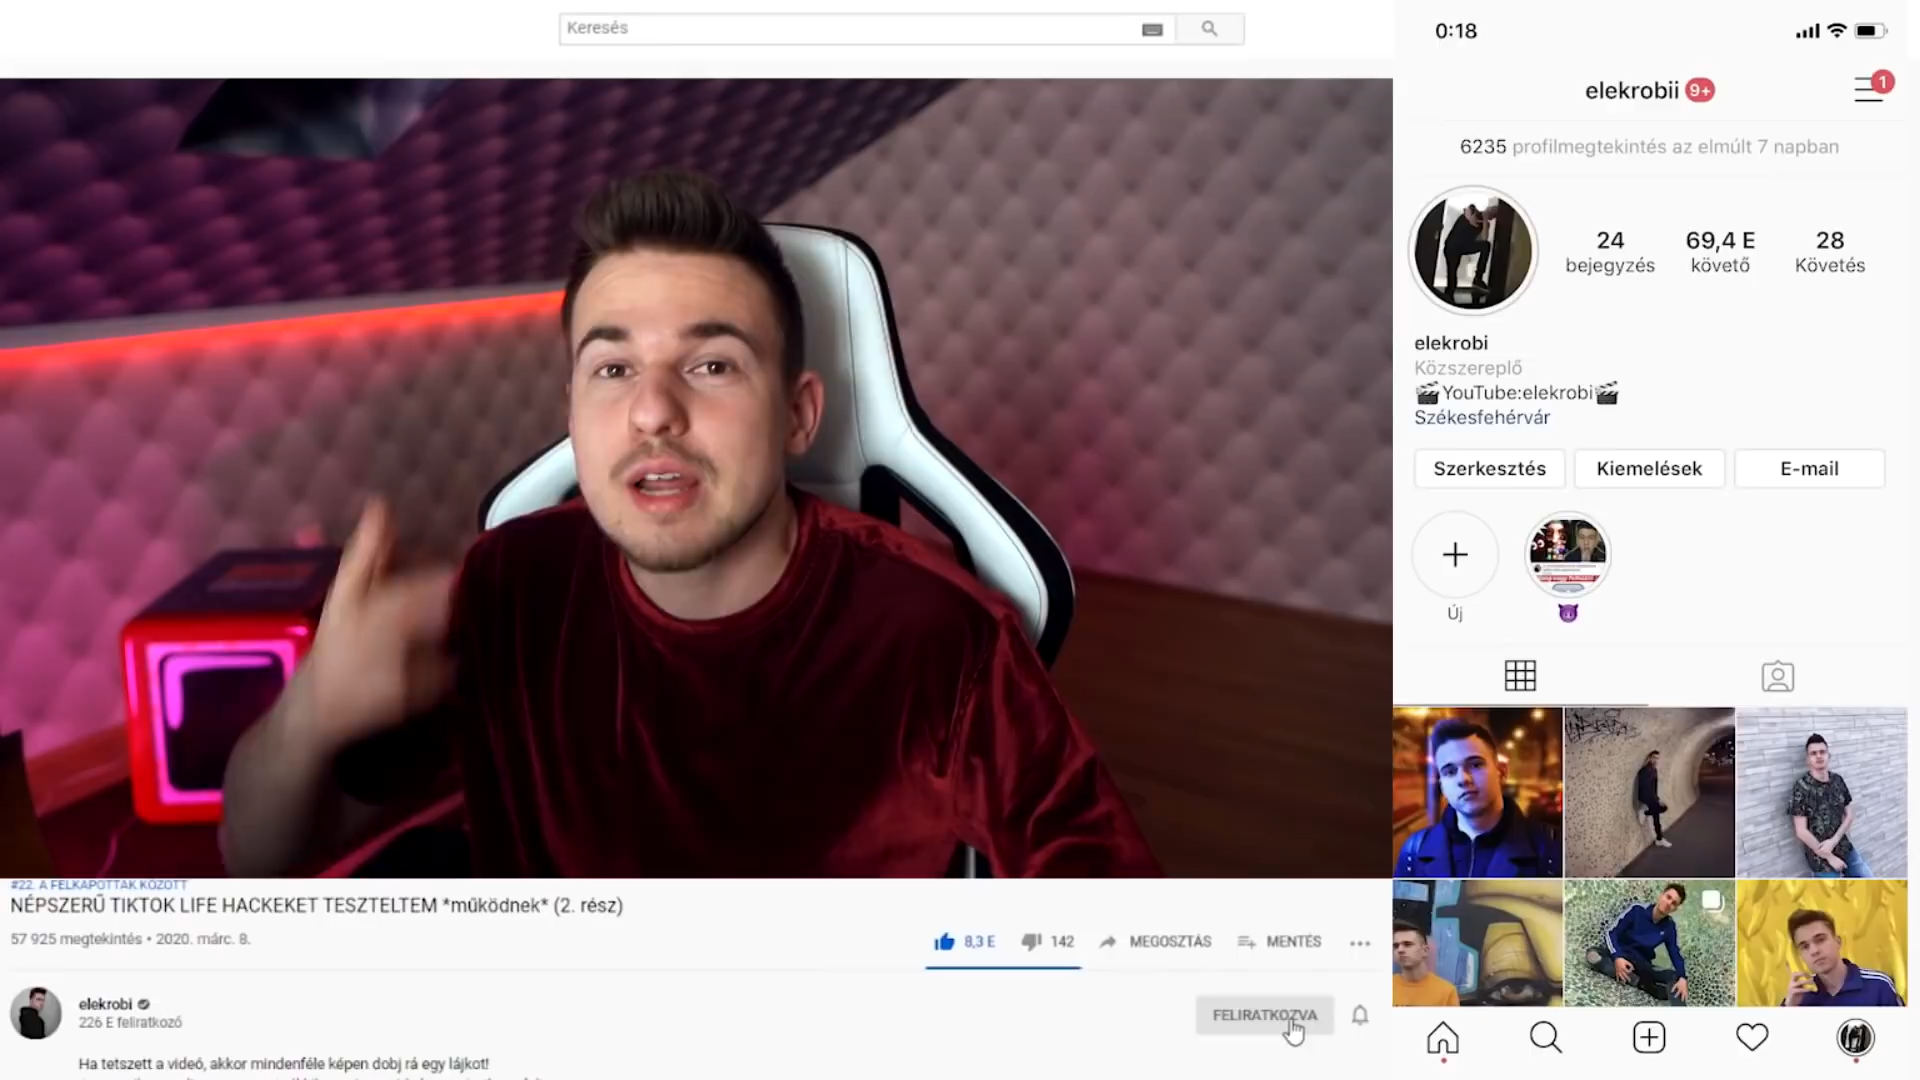 Keresés
#22. A FELKAPOTTAK KÖZÖTT
NÉPSZERŰ TIKTOK LIFE HACKEKET TESZTELTEM *működnek* (2. rész)
57 925 megtekintés • 2020. márc. 8.
8,3 E
142
MEGOSZTÁS
MENTÉS
elekrobi
226 E feliratkozó
FELIRATKOZVA
Ha tetszett a videó, akkor mindenféle képen dobj rá egy lájkot!
0:18
elekrobii 9+
1
6235 profilmegtekintés az elmúlt 7 napban
24
bejegyzés
69,4 E
követő
28
Követés
elekrobi
Közszereplő
🎬YouTube:elekrobi🎬
Székesfehérvár
Szerkesztés
Kiemelések
E-mail
Új
😈